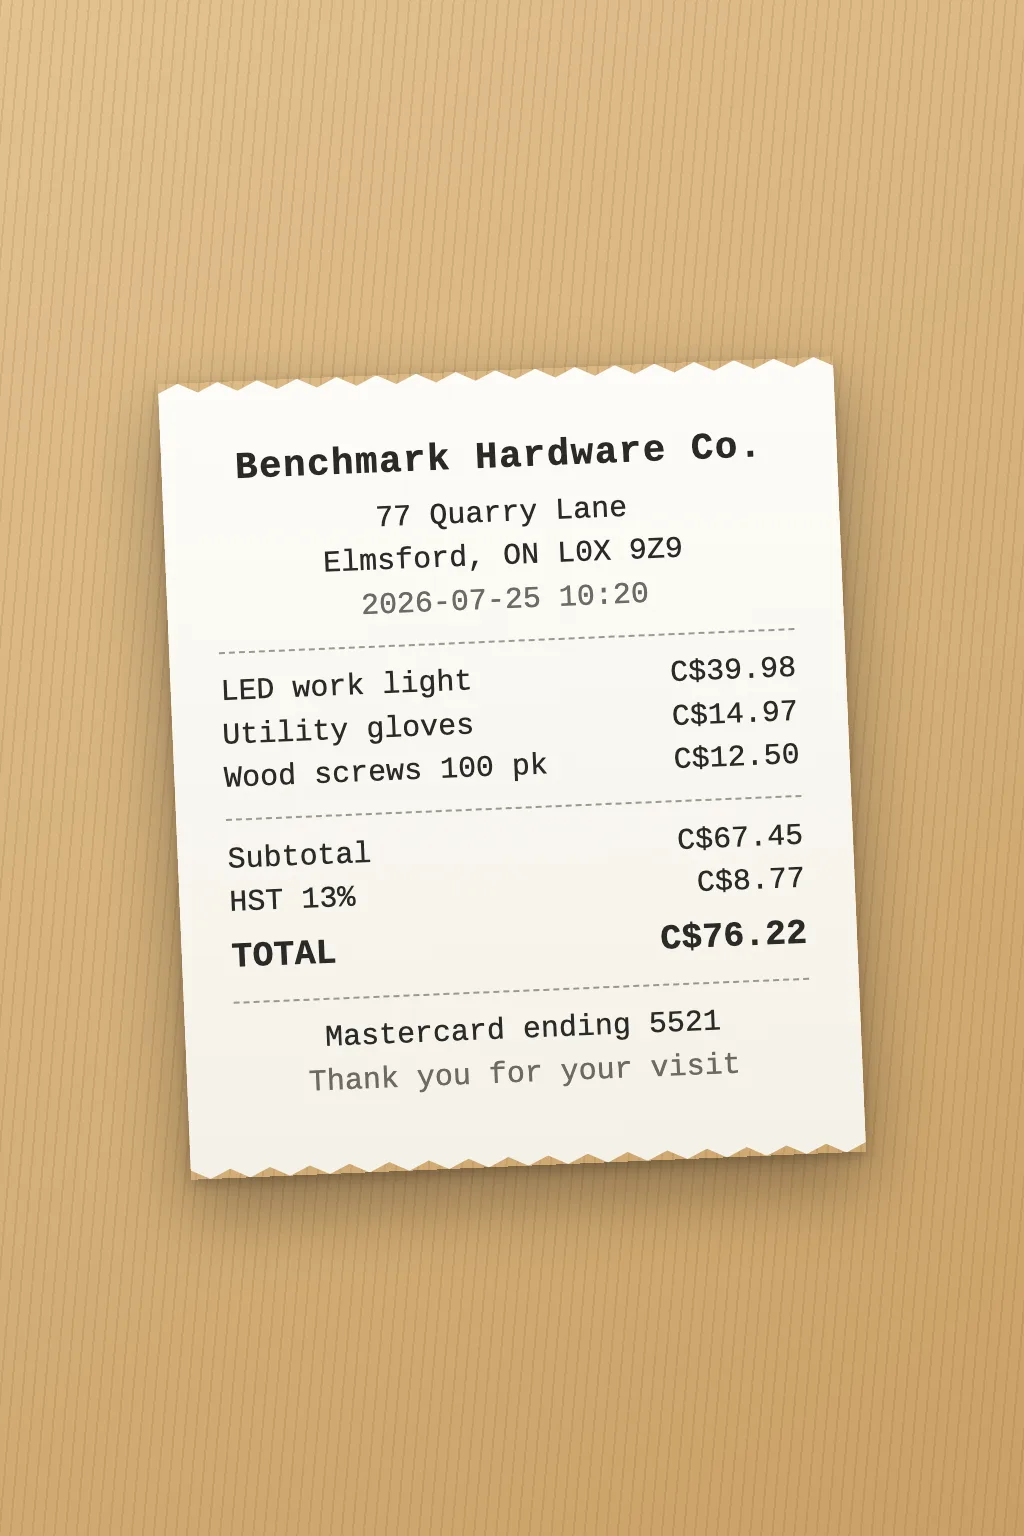 Benchmark Hardware Co.
77 Quarry Lane
Elmsford, ON L0X 9Z9
2026-07-25 10:20
LED work light C$39.98
Utility gloves C$14.97
Wood screws 100 pk C$12.50
Subtotal C$67.45
HST 13% C$8.77
TOTAL C$76.22
Mastercard ending 5521
Thank you for your visit